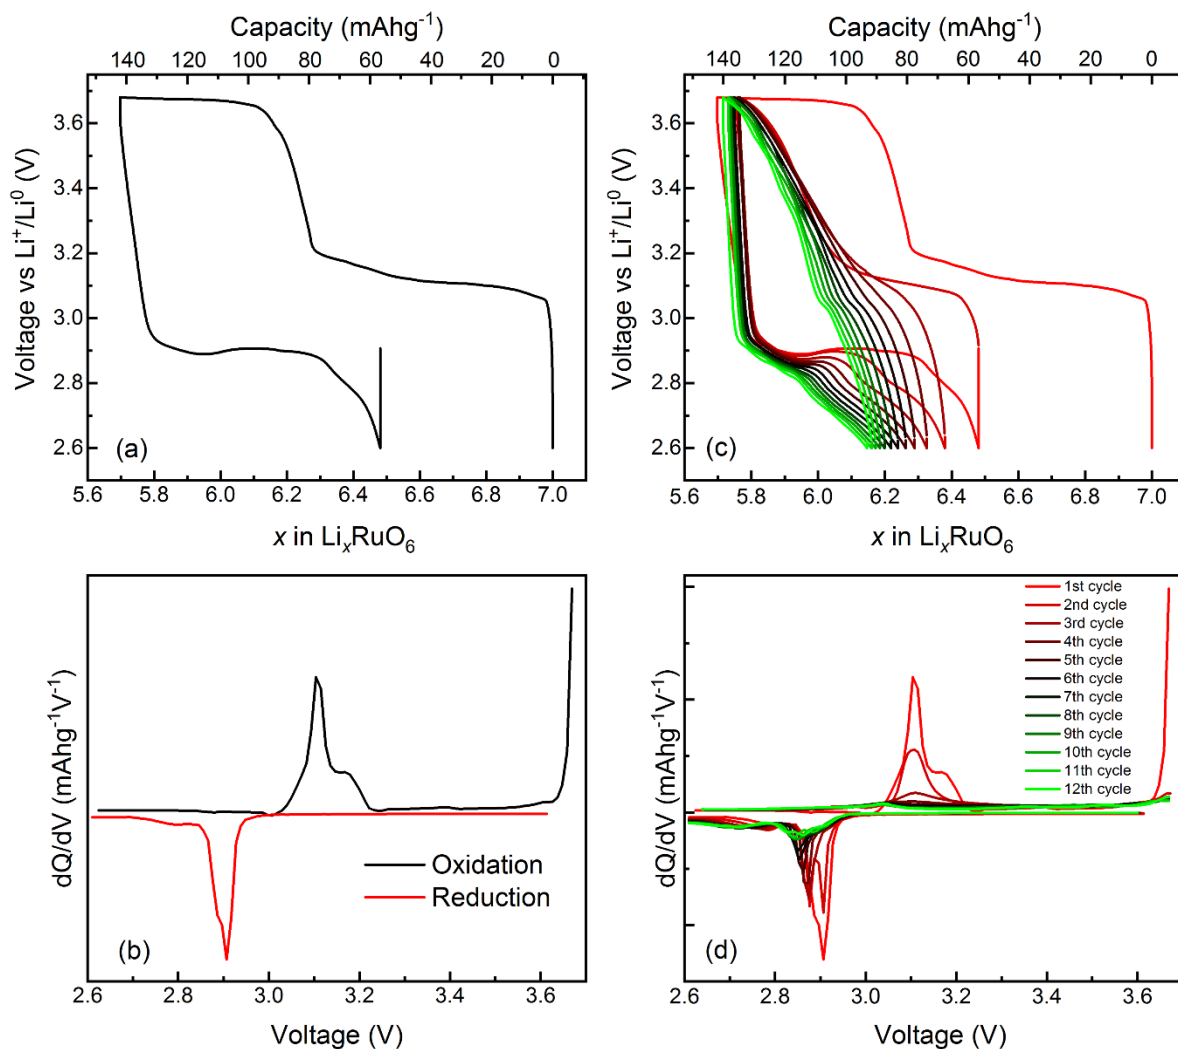 Capacity (mAhg⁻¹)
140 120 100 80 60 40 20 0
Voltage vs Li⁺/Li⁰ (V)
3.6
3.4
3.2
3.0
2.8
2.6
(a)
5.6 5.8 6.0 6.2 6.4 6.6 6.8 7.0
x in LiₓRuO₆
Capacity (mAhg⁻¹)
140 120 100 80 60 40 20 0
Voltage vs Li⁺/Li⁰ (V)
3.6
3.4
3.2
3.0
2.8
2.6
(c)
5.6 5.8 6.0 6.2 6.4 6.6 6.8 7.0
x in LiₓRuO₆
dQ/dV (mAhg⁻¹V⁻¹)
Oxidation
Reduction
(b)
2.6 2.8 3.0 3.2 3.4 3.6
Voltage (V)
dQ/dV (mAhg⁻¹V⁻¹)
1st cycle
2nd cycle
3rd cycle
4th cycle
5th cycle
6th cycle
7th cycle
8th cycle
9th cycle
10th cycle
11th cycle
12th cycle
(d)
2.6 2.8 3.0 3.2 3.4 3.6
Voltage (V)